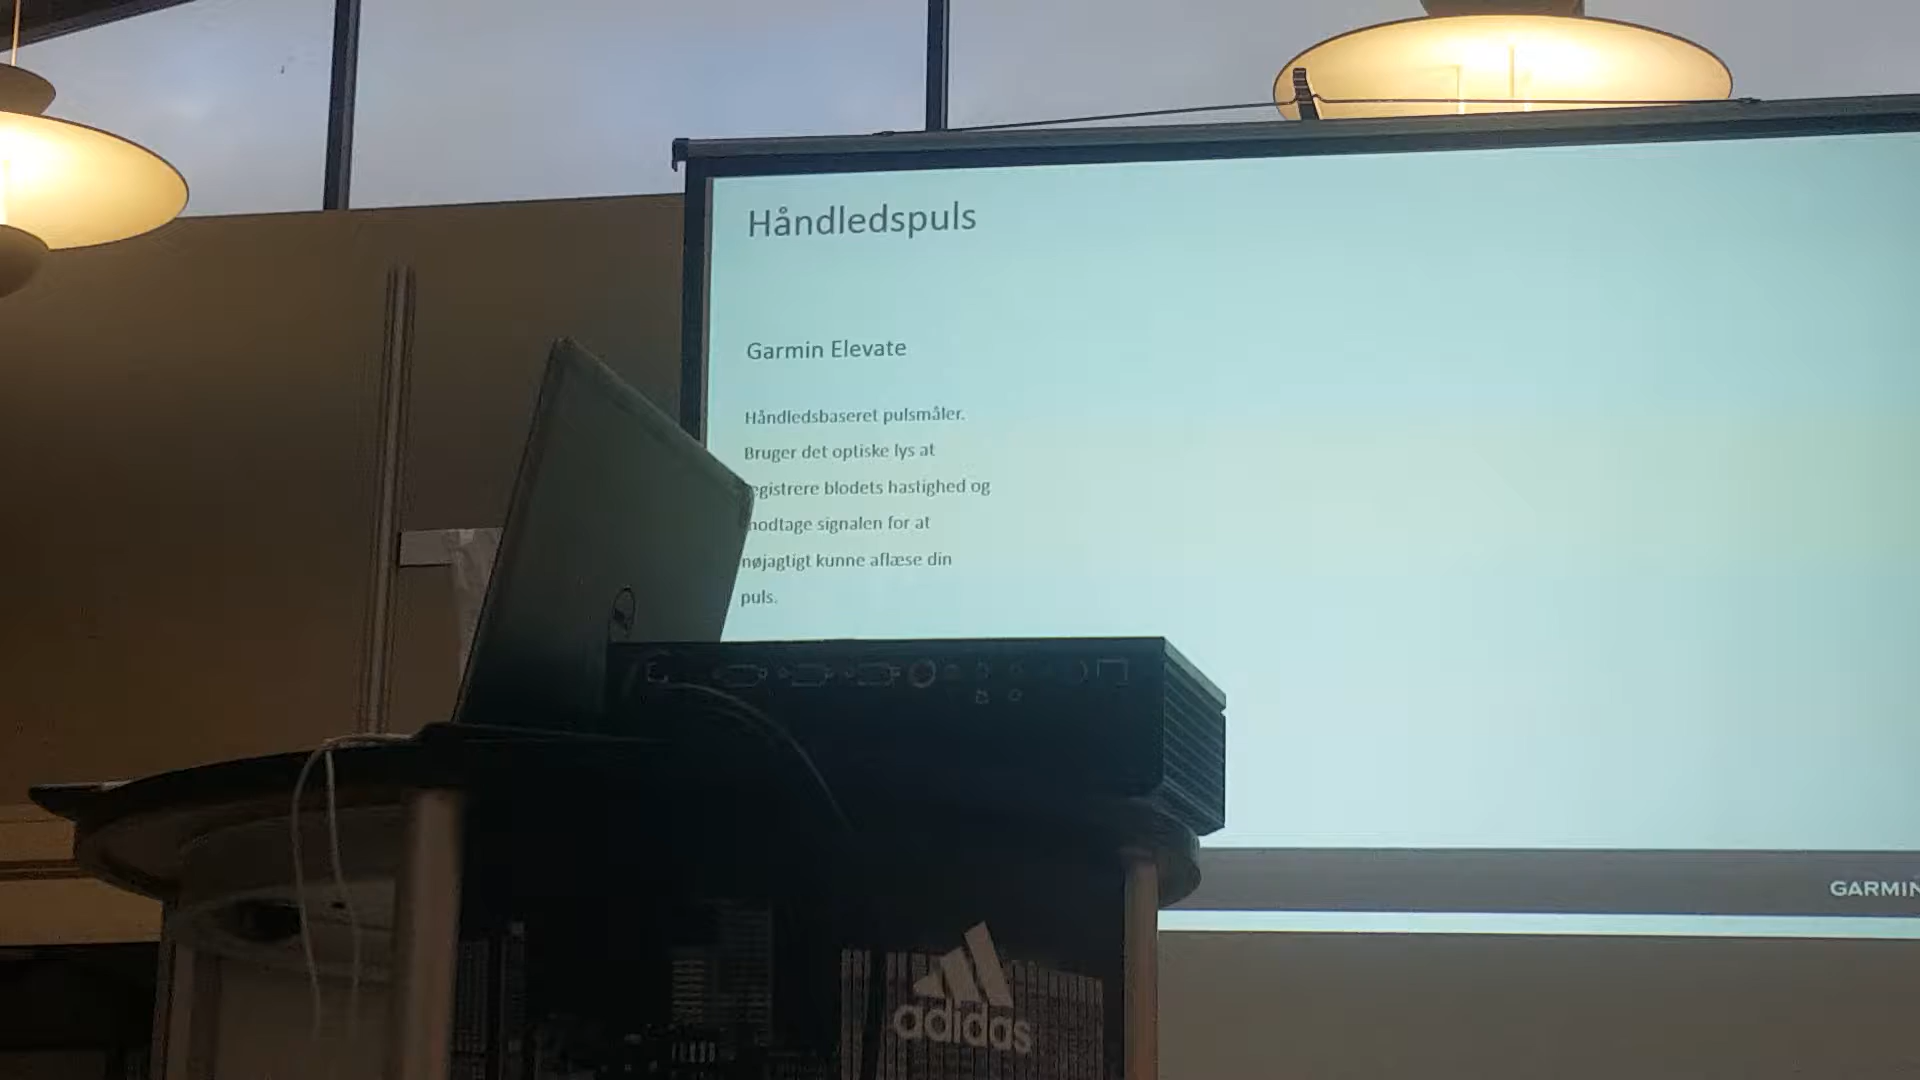 Håndledspuls
Garmin Elevate
Håndledsbaseret pulsmåler.
Bruger det optiske lys at
egistrere blodets hastighed og
nodtage signalen for at
nøjagtigt kunne aflæse din
puls.
GARMIN
adidas